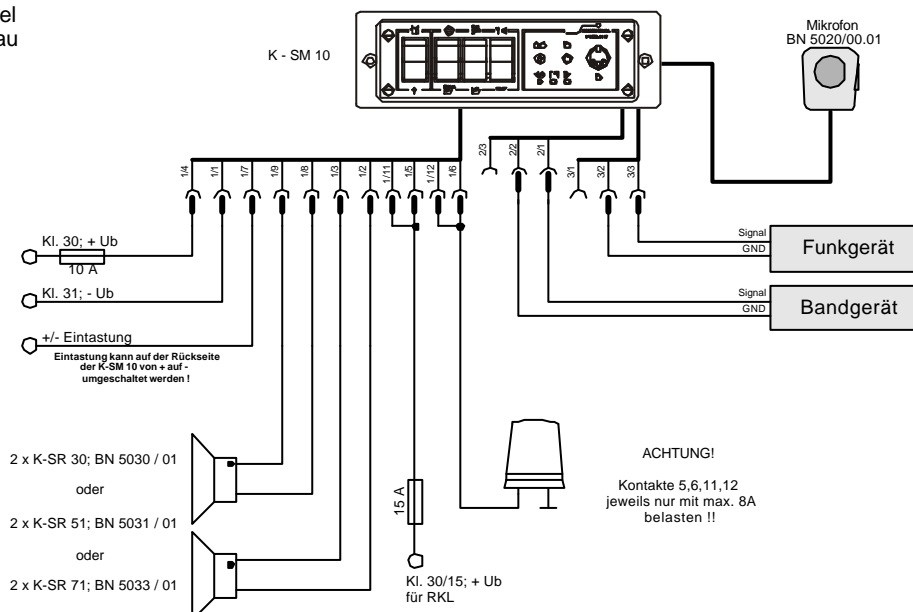 el
au
K - SM 10
Mikrofon
BN 5020/00.01
1/4
1/1
1/7
1/9
1/8
1/3
1/2
1/11
1/5
1/12
1/6
2/3
2/2
2/1
3/1
3/2
3/3
Kl. 30; + Ub
10 A
Kl. 31; - Ub
+/- Eintastung
Eintastung kann auf der Rückseite
der K-SM 10 von + auf -
umgeschaltet werden !
Signal
GND
Funkgerät
Signal
GND
Bandgerät
2 x K-SR 30; BN 5030 / 01
oder
2 x K-SR 51; BN 5031 / 01
oder
2 x K-SR 71; BN 5033 / 01
15 A
Kl. 30/15; + Ub
für RKL
ACHTUNG!
Kontakte 5,6,11,12
jeweils nur mit max. 8A
belasten !!